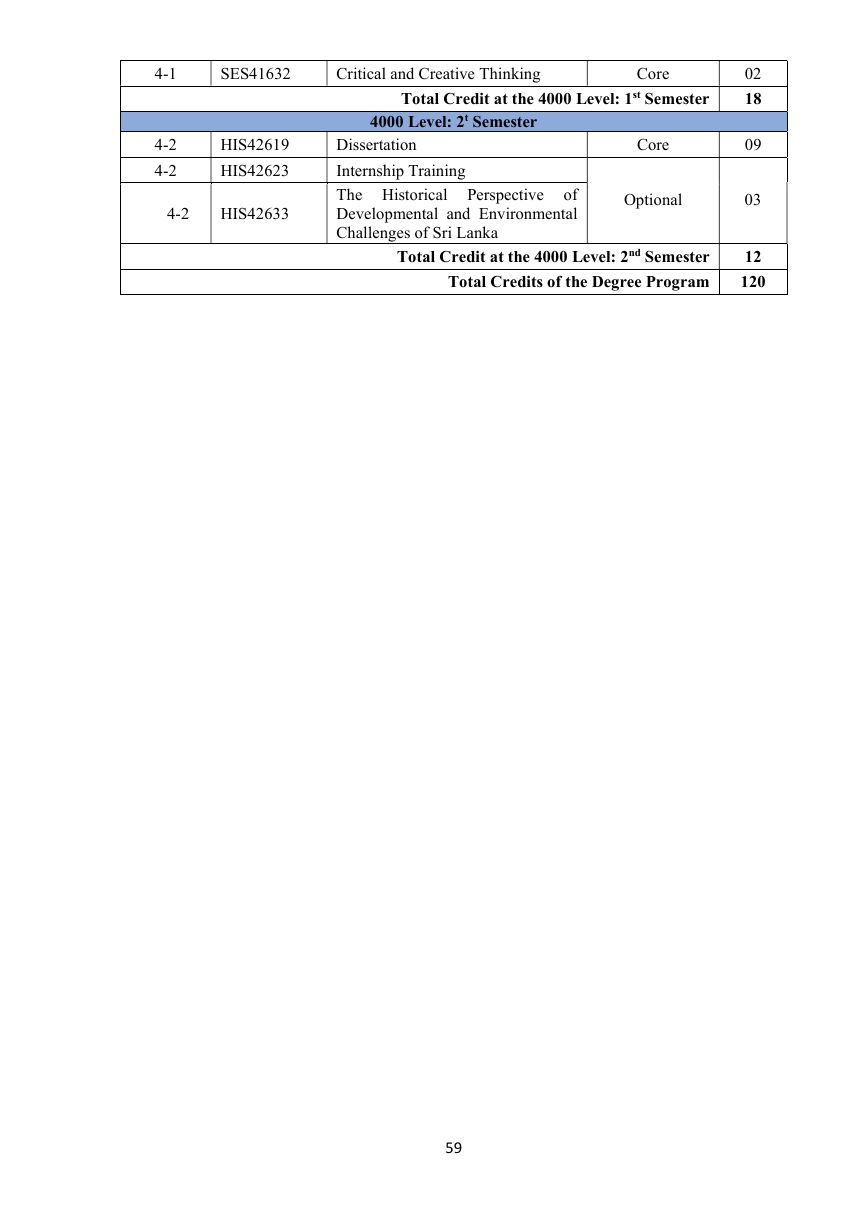 4-1 SES41632 Critical and Creative Thinking Core 02
Total Credit at the 4000 Level: 1st Semester 18
4000 Level: 2t Semester
4-2 HIS42619 Dissertation Core 09
4-2 HIS42623 Internship Training
Optional 03
4-2 HIS42633 The Historical Perspective of
Developmental and Environmental
Challenges of Sri Lanka
Total Credit at the 4000 Level: 2nd Semester 12
Total Credits of the Degree Program 120
59